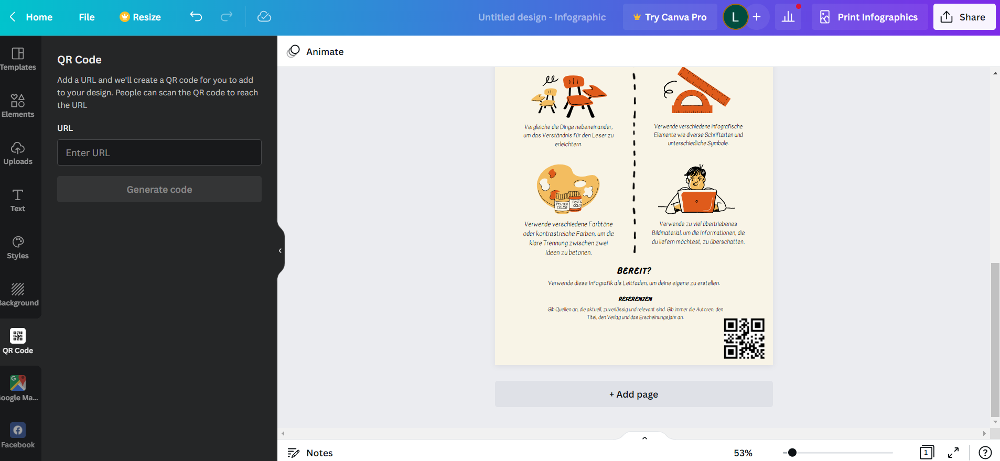 Home
File
Resize
Untitled design - Infographic
Try Canva Pro
L
+
Print Infographics
Share
Templates
Elements
Uploads
Text
Styles
Background
QR Code
Google Ma...
Facebook
QR Code
Add a URL and we'll create a QR code for you to add
to your design. People can scan the QR code to reach
the URL
URL
Enter URL
Generate code
Animate
Vergleiche die Dinge nebeneinander,
um das Verständnis für den Leser zu
erleichtern.
Verwende verschiedene infografische
Elemente wie diverse Schriftarten und
unterschiedliche Symbole.
POSTER
COLOR
POSTE
COLO
Verwende verschiedene Farbtöne
oder kontrastreiche Farben, um die
klare Trennung zwischen zwei
Ideen zu betonen.
Verwende zu viel übertriebenes
Bildmaterial, um die Informationen, die
du liefern möchtest, zu überschatten.
BEREIT?
Verwende diese Infografik als Leitfaden, um deine eigene zu erstellen.
REFERENZEN
Gib Quellen an, die aktuell, zuverlässig und relevant sind. Gib immer die Autoren, den
Titel, den Verlag und das Erscheinungsjahr an.
+ Add page
Notes
53%
1
?